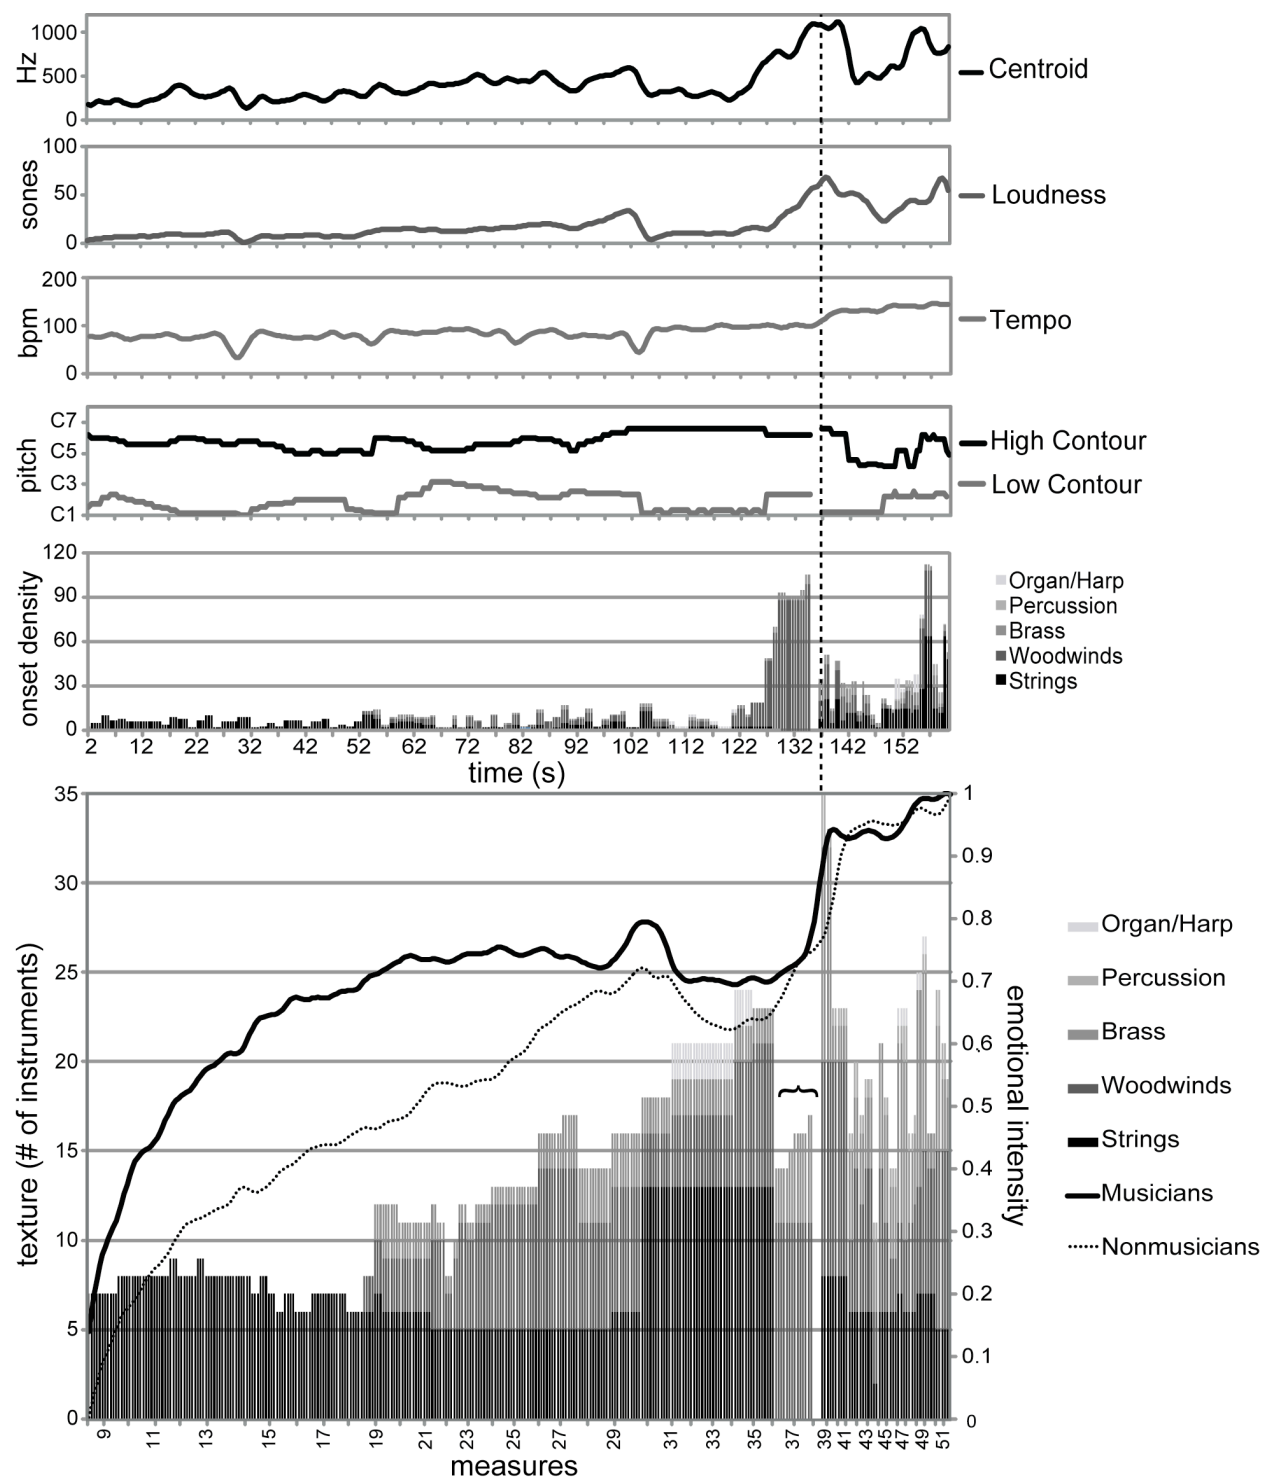 1000
500
0
Hz
Centroid
100
50
0
sones
Loudness
200
100
0
bpm
Tempo
C7
C5
C3
C1
pitch
High Contour
Low Contour
120
90
60
30
0
onset density
Organ/Harp
Percussion
Brass
Woodwinds
Strings
2 12 22 32 42 52 62 72 82 92 102 112 122 132 142 152
time (s)
35
30
25
20
15
10
5
0
texture (# of instruments)
1
0.9
0.8
0.7
0.6
0.5
0.4
0.3
0.2
0.1
0
emotional intensity
Organ/Harp
Percussion
Brass
Woodwinds
Strings
Musicians
Nonmusicians
9 11 13 15 17 19 21 23 25 27 29 31 33 35 37 39 41 43 45 47 49 51
measures